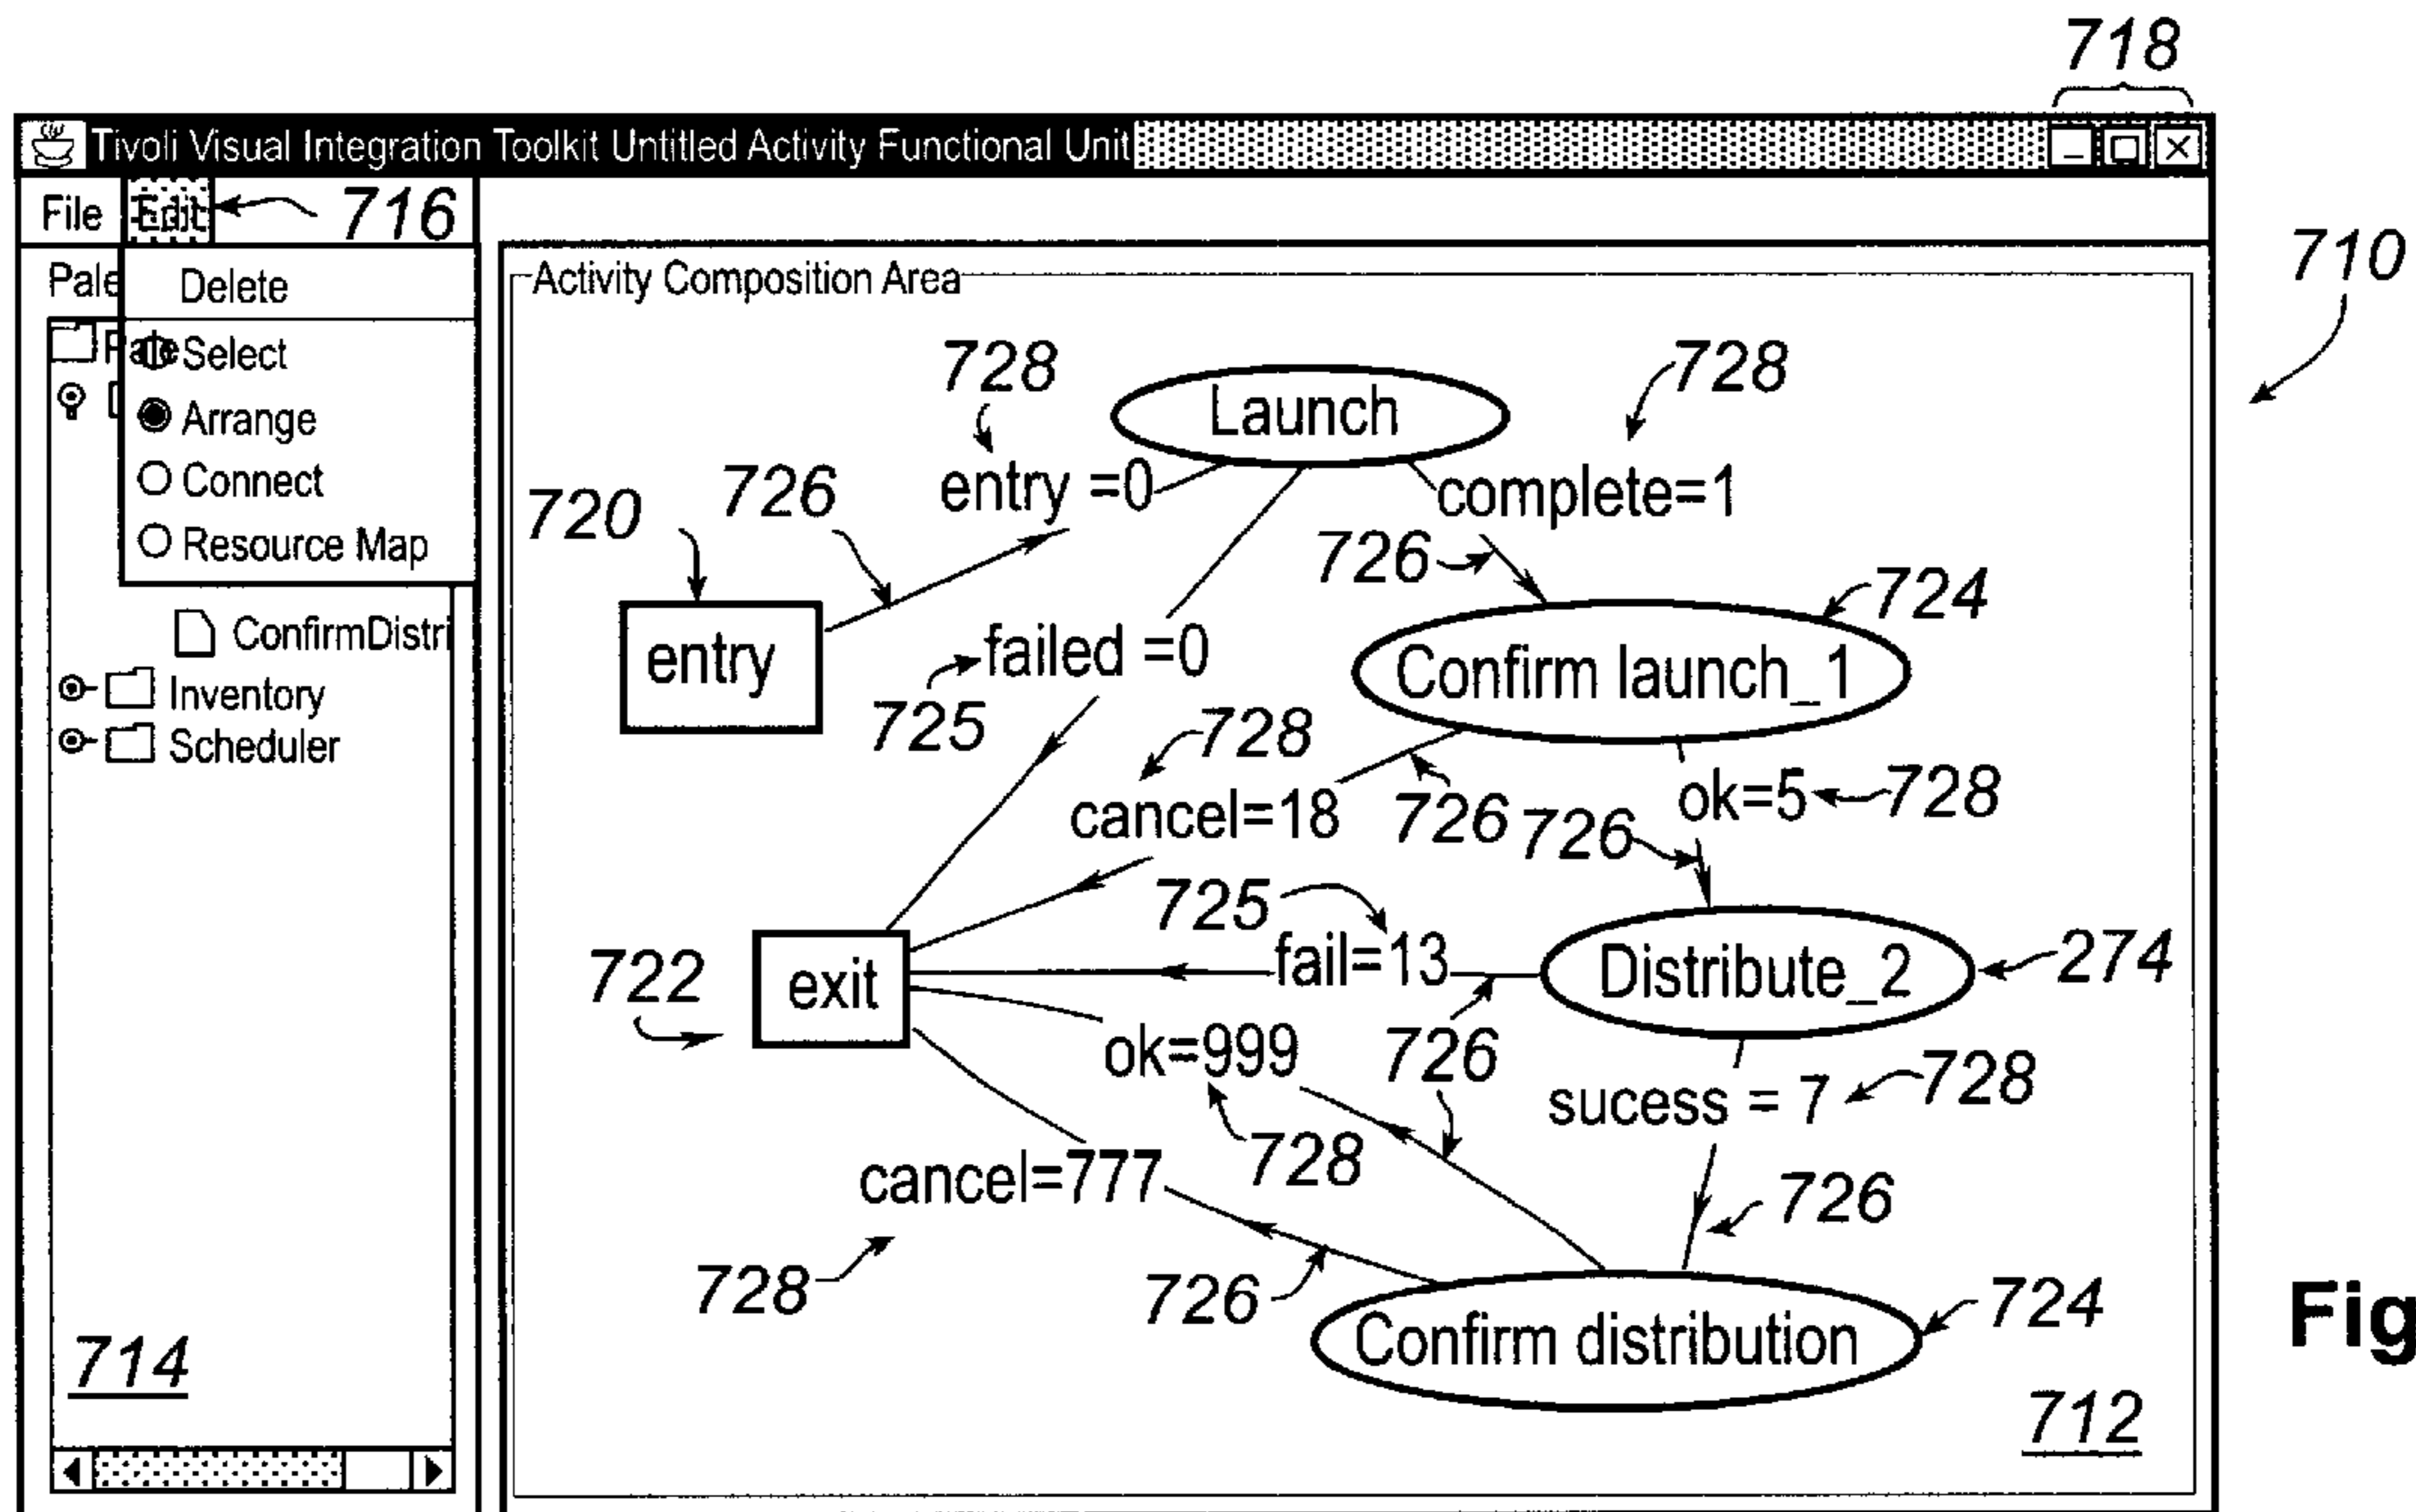 718
Tivoli Visual Integration Toolkit Untitled Activity Functional Unit
File Edit 716
710
Pale
Delete
Activity Composition Area
Select
Arrange
Connect
Resource Map
ConfirmDistri
Inventory
Scheduler
714
728
Launch
728
entry =0
complete=1
720
726
726
724
entry
failed =0
Confirm launch_1
725
728
cancel=18
726
726
ok=5
728
725
722
exit
fail=13
Distribute_2
274
ok=999
726
728
sucess = 7
728
cancel=777
726
728
726
724
Confirm distribution
712
Fig